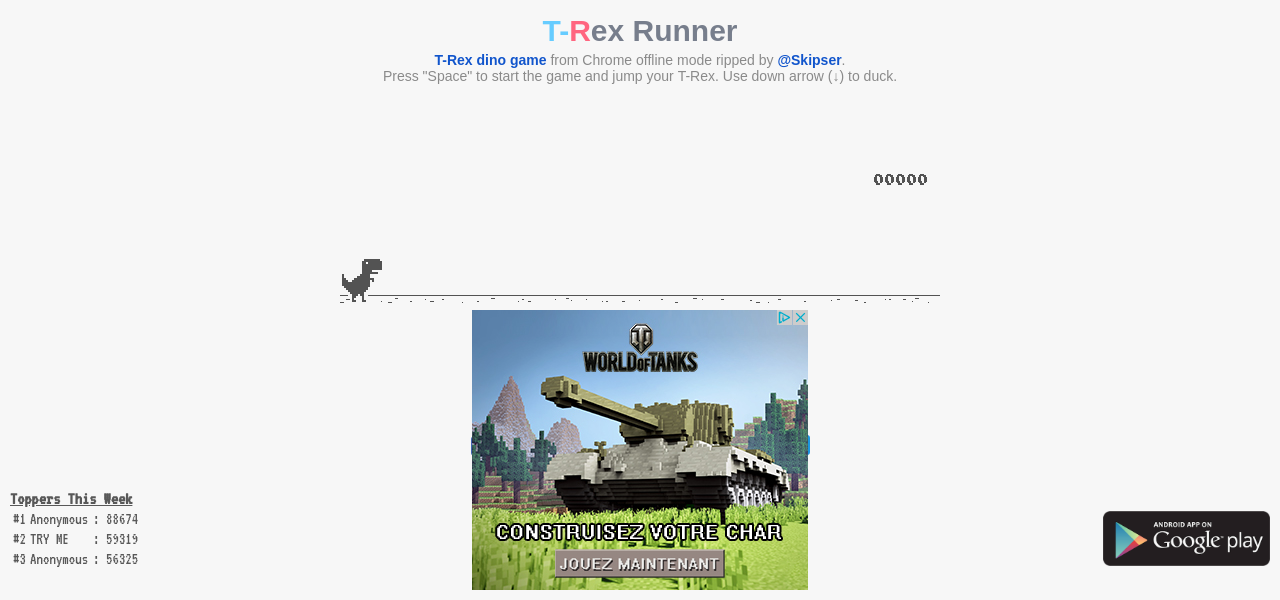 T-Rex Runner
T-Rex dino game from Chrome offline mode ripped by @Skipser.
Press "Space" to start the game and jump your T-Rex. Use down arrow (↓) to duck.
00000
WORLD OF TANKS
CONSTRUISEZ VOTRE CHAR
JOUEZ MAINTENANT
Toppers This Week
#1 Anonymous : 88674
#2 TRY ME : 59319
#3 Anonymous : 56325
ANDROID APP ON
Google play